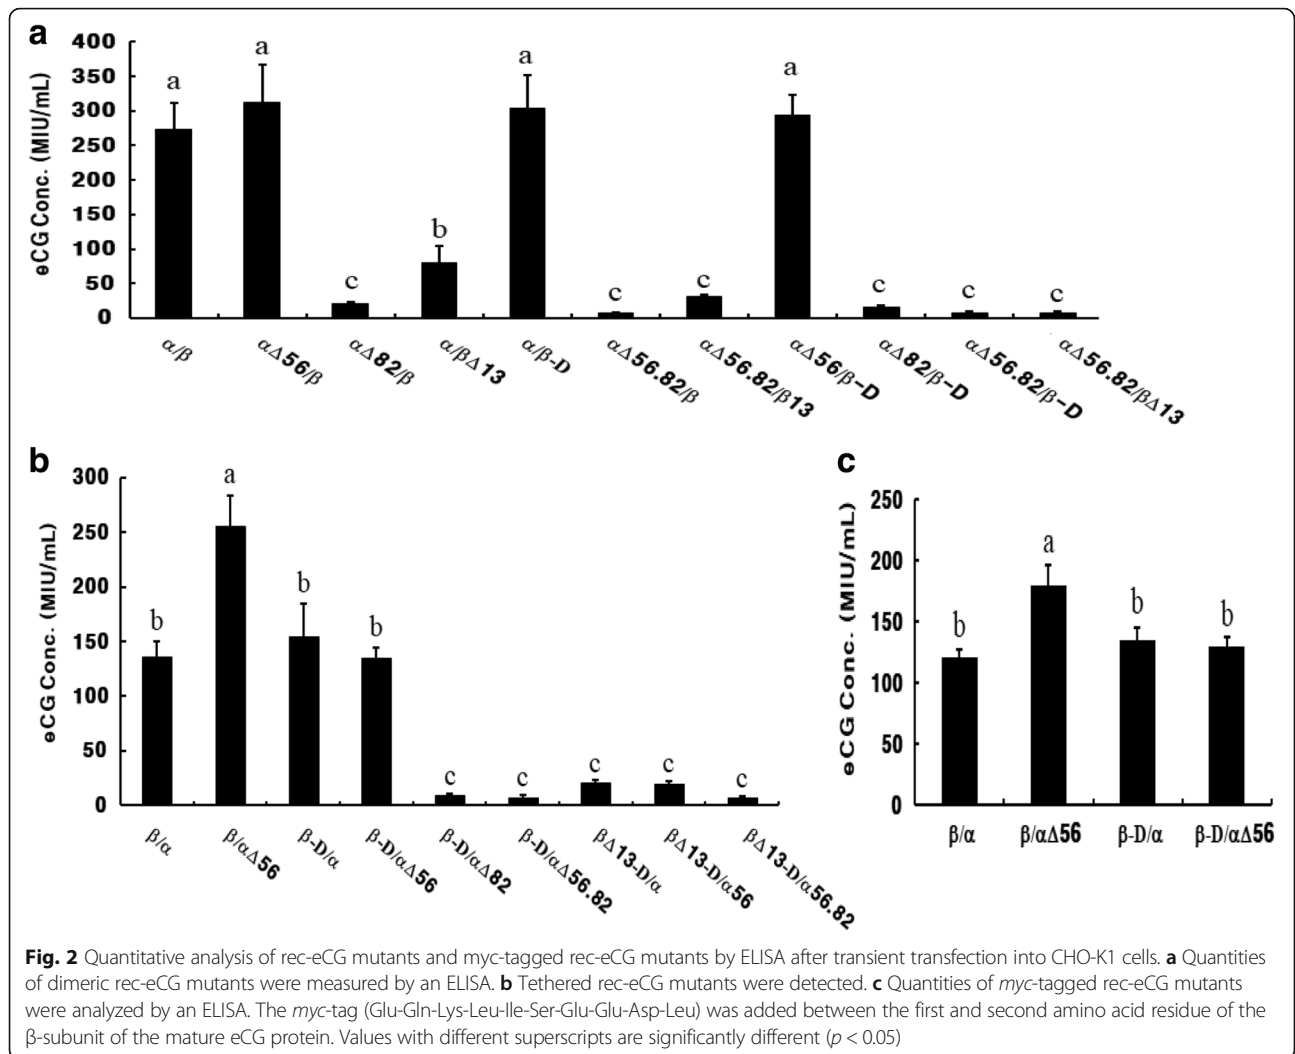 a
400
350
300
250
200
150
100
50
0
eCG Conc. (MIU/mL)
a
a
c
b
a
c
c
a
c
c
c
α/β
αΔ56/β
αΔ82/β
α/βΔ13
α/β-D
αΔ56.82/β
αΔ56.82/β13
αΔ56/β-D
αΔ82/β-D
αΔ56.82/β-D
αΔ56.82/βΔ13
b
300
250
200
150
100
50
0
eCG Conc. (MIU/mL)
b
a
b
b
c
c
c
c
c
β/α
β/αΔ56
β-D/α
β-D/αΔ56
β-D/αΔ82
β-D/αΔ56.82
βΔ13-D/α
βΔ13-D/α56
βΔ13-D/α56.82
c
250
200
150
100
50
0
eCG Conc. (MIU/mL)
b
a
b
b
β/α
β/αΔ56
β-D/α
β-D/αΔ56
Fig. 2 Quantitative analysis of rec-eCG mutants and myc-tagged rec-eCG mutants by ELISA after transient transfection into CHO-K1 cells. a Quantities
of dimeric rec-eCG mutants were measured by an ELISA. b Tethered rec-eCG mutants were detected. c Quantities of myc-tagged rec-eCG mutants
were analyzed by an ELISA. The myc-tag (Glu-Gln-Lys-Leu-Ile-Ser-Glu-Glu-Asp-Leu) was added between the first and second amino acid residue of the
β-subunit of the mature eCG protein. Values with different superscripts are significantly different (p < 0.05)